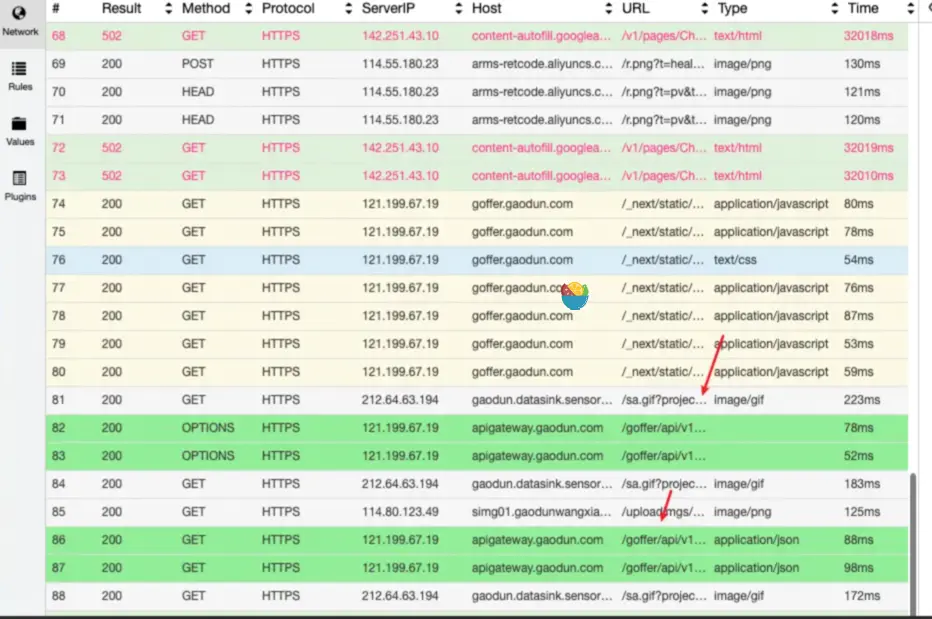 # Result Method Protocol ServerIP Host URL Type Time
Network
68 502 GET HTTPS 142.251.43.10 content-autofill.googlea... /v1/pages/Ch... text/html 32018ms
69 200 POST HTTPS 114.55.180.23 arms-retcode.aliyuncs.c... /r.png?t=heal... image/png 130ms
Rules
70 200 HEAD HTTPS 114.55.180.23 arms-retcode.aliyuncs.c... /r.png?t=pv&t... image/png 121ms
71 200 HEAD HTTPS 114.55.180.23 arms-retcode.aliyuncs.c... /r.png?t=pv&t... image/png 120ms
Values
72 502 GET HTTPS 142.251.43.10 content-autofill.googlea... /v1/pages/Ch... text/html 32019ms
73 502 GET HTTPS 142.251.43.10 content-autofill.googlea... /v1/pages/Ch... text/html 32010ms
Plugins
74 200 GET HTTPS 121.199.67.19 goffer.gaodun.com /_next/static/... application/javascript 80ms
75 200 GET HTTPS 121.199.67.19 goffer.gaodun.com /_next/static/... application/javascript 78ms
76 200 GET HTTPS 121.199.67.19 goffer.gaodun.com /_next/static/... text/css 54ms
77 200 GET HTTPS 121.199.67.19 goffer.gaodun.co /_next/static/... application/javascript 76ms
78 200 GET HTTPS 121.199.67.19 goffer.gaodun.com /_next/static/... application/javascript 87ms
79 200 GET HTTPS 121.199.67.19 goffer.gaodun.com /_next/static/... application/javascript 53ms
80 200 GET HTTPS 121.199.67.19 goffer.gaodun.com /_next/static/... application/javascript 59ms
81 200 GET HTTPS 212.64.63.194 gaodun.datasink.sensor... /sa.gif?projec... image/gif 223ms
82 200 OPTIONS HTTPS 121.199.67.19 apigateway.gaodun.com /goffer/api/v1... 78ms
83 200 OPTIONS HTTPS 121.199.67.19 apigateway.gaodun.com /goffer/api/v1... 52ms
84 200 GET HTTPS 212.64.63.194 gaodun.datasink.sensor... /sa.gif?projec... image/gif 183ms
85 200 GET HTTPS 114.80.123.49 simg01.gaodunwangxia... /uploadimgs/... image/png 125ms
86 200 GET HTTPS 121.199.67.19 apigateway.gaodun.com /goffer/api/v1... application/json 88ms
87 200 GET HTTPS 121.199.67.19 apigateway.gaodun.com /goffer/api/v1... application/json 98ms
88 200 GET HTTPS 212.64.63.194 gaodun.datasink.sensor... /sa.gif?projec... image/gif 172ms